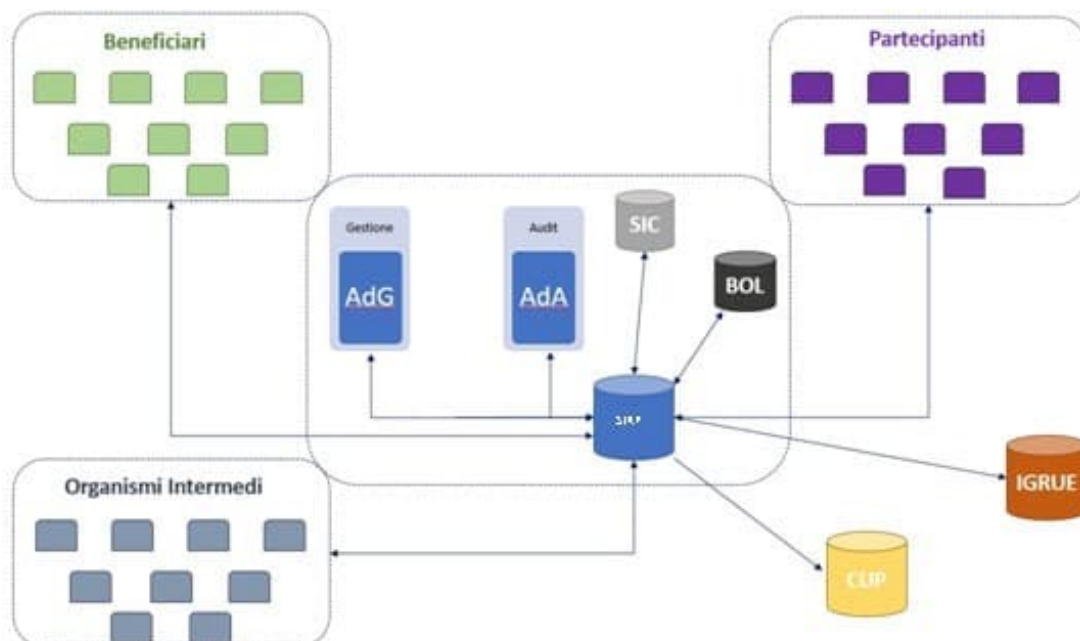 Beneficiari
Partecipanti
Gestione
AdG
Audit
AdA
SIC
BOL
IGRUE
Organismi Intermedi
CUP